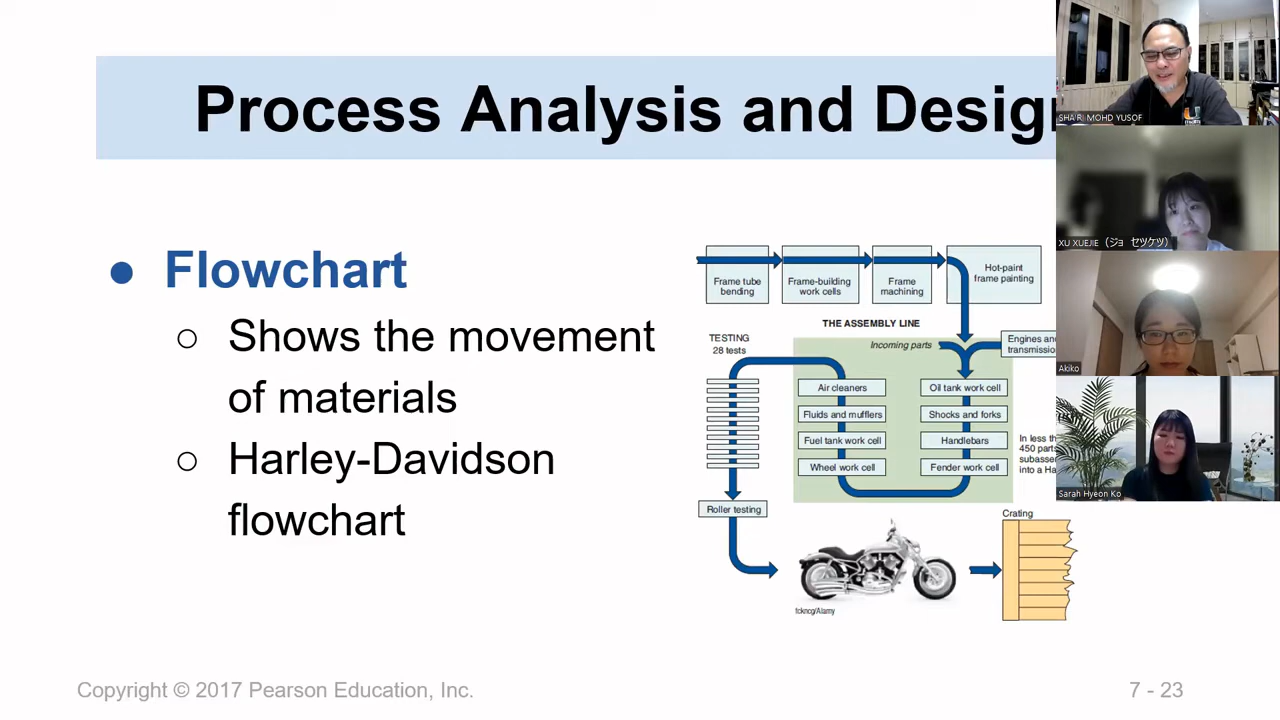 Process Analysis and Desig
● Flowchart
○ Shows the movement
of materials
○ Harley-Davidson
flowchart
Frame tube
bending
Frame-building
work cells
Frame
machining
Hot-paint
frame painting
THE ASSEMBLY LINE
TESTING
28 tests
Incoming parts
Engines and
transmissio
Air cleaners
Oil tank work cell
Fluids and mufflers
Shocks and forks
Fuel tank work cell
Handlebars
Wheel work cell
Fender work cell
In less th
450 parts
subasse
into a Ha
Roller testing
Crating
Copyright © 2017 Pearson Education, Inc.
7 - 23
SHA'RI MOHD YUSOF
XU XUEJIE（ジョ セツケツ）
Akiko
Sarah Hyeon Ko